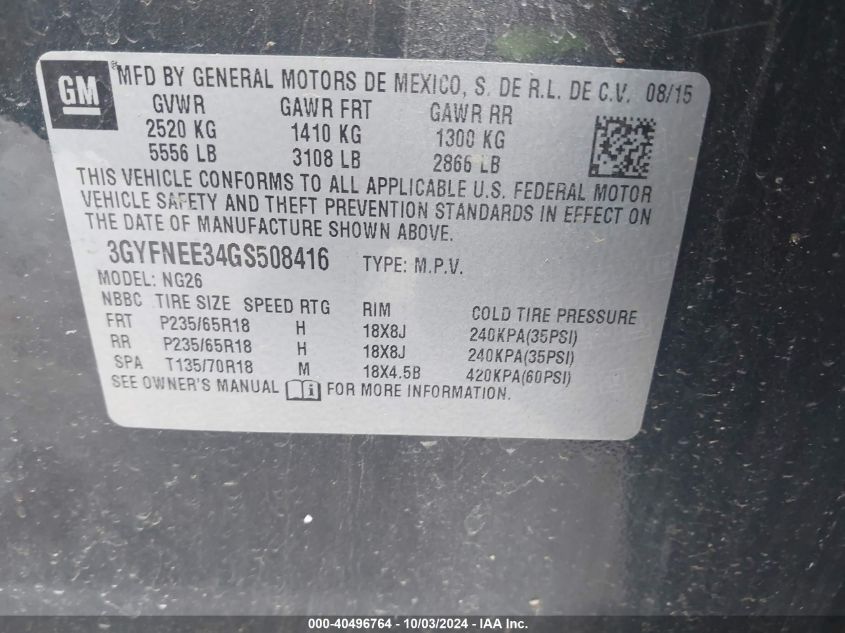 GM
MFD BY GENERAL MOTORS DE MEXICO, S. DE R.L. DE C.V. 08/15
GVWR GAWR FRT GAWR RR
2520 KG 1410 KG 1300 KG
5556 LB 3108 LB 2866 LB
THIS VEHICLE CONFORMS TO ALL APPLICABLE U.S. FEDERAL MOTOR
VEHICLE SAFETY AND THEFT PREVENTION STANDARDS IN EFFECT ON
THE DATE OF MANUFACTURE SHOWN ABOVE.
3GYFNEE34GS508416 TYPE: M.P.V.
MODEL: NG26
NBBC TIRE SIZE SPEED RTG RIM COLD TIRE PRESSURE
FRT P235/65R18 H 18X8J 240KPA(35PSI)
RR P235/65R18 H 18X8J 240KPA(35PSI)
SPA T135/70R18 M 18X4.5B 420KPA(60PSI)
SEE OWNER'S MANUAL FOR MORE INFORMATION.
000-40496764 - 10/03/2024 - IAA Inc.